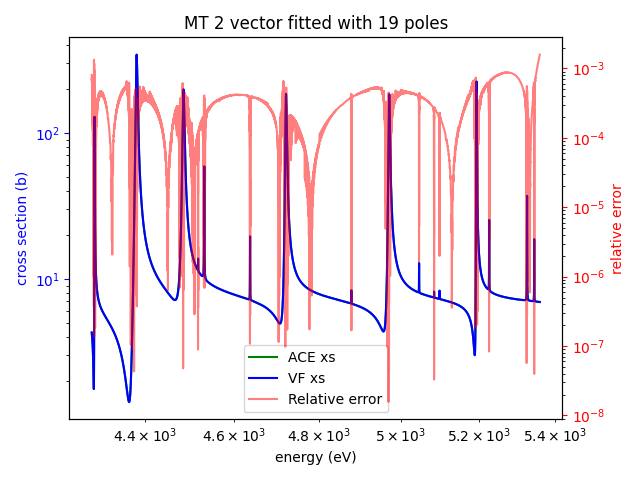 MT 2 vector fitted with 19 poles
cross section (b)
10²
10¹
10⁻³
10⁻⁴
10⁻⁵
10⁻⁶
10⁻⁷
10⁻⁸
relative error
ACE xs
VF xs
Relative error
4.4 × 10³ 4.6 × 10³ 4.8 × 10³ 5 × 10³ 5.2 × 10³ 5.4 × 10³
energy (eV)